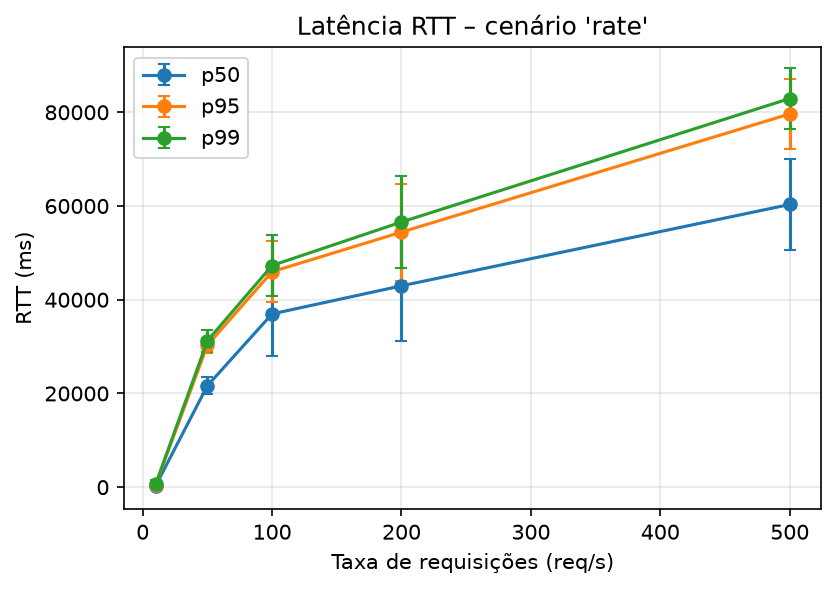 Latência RTT – cenário 'rate'
p50
p95
p99
80000
60000
40000
20000
0
RTT (ms)
0 100 200 300 400 500
Taxa de requisições (req/s)